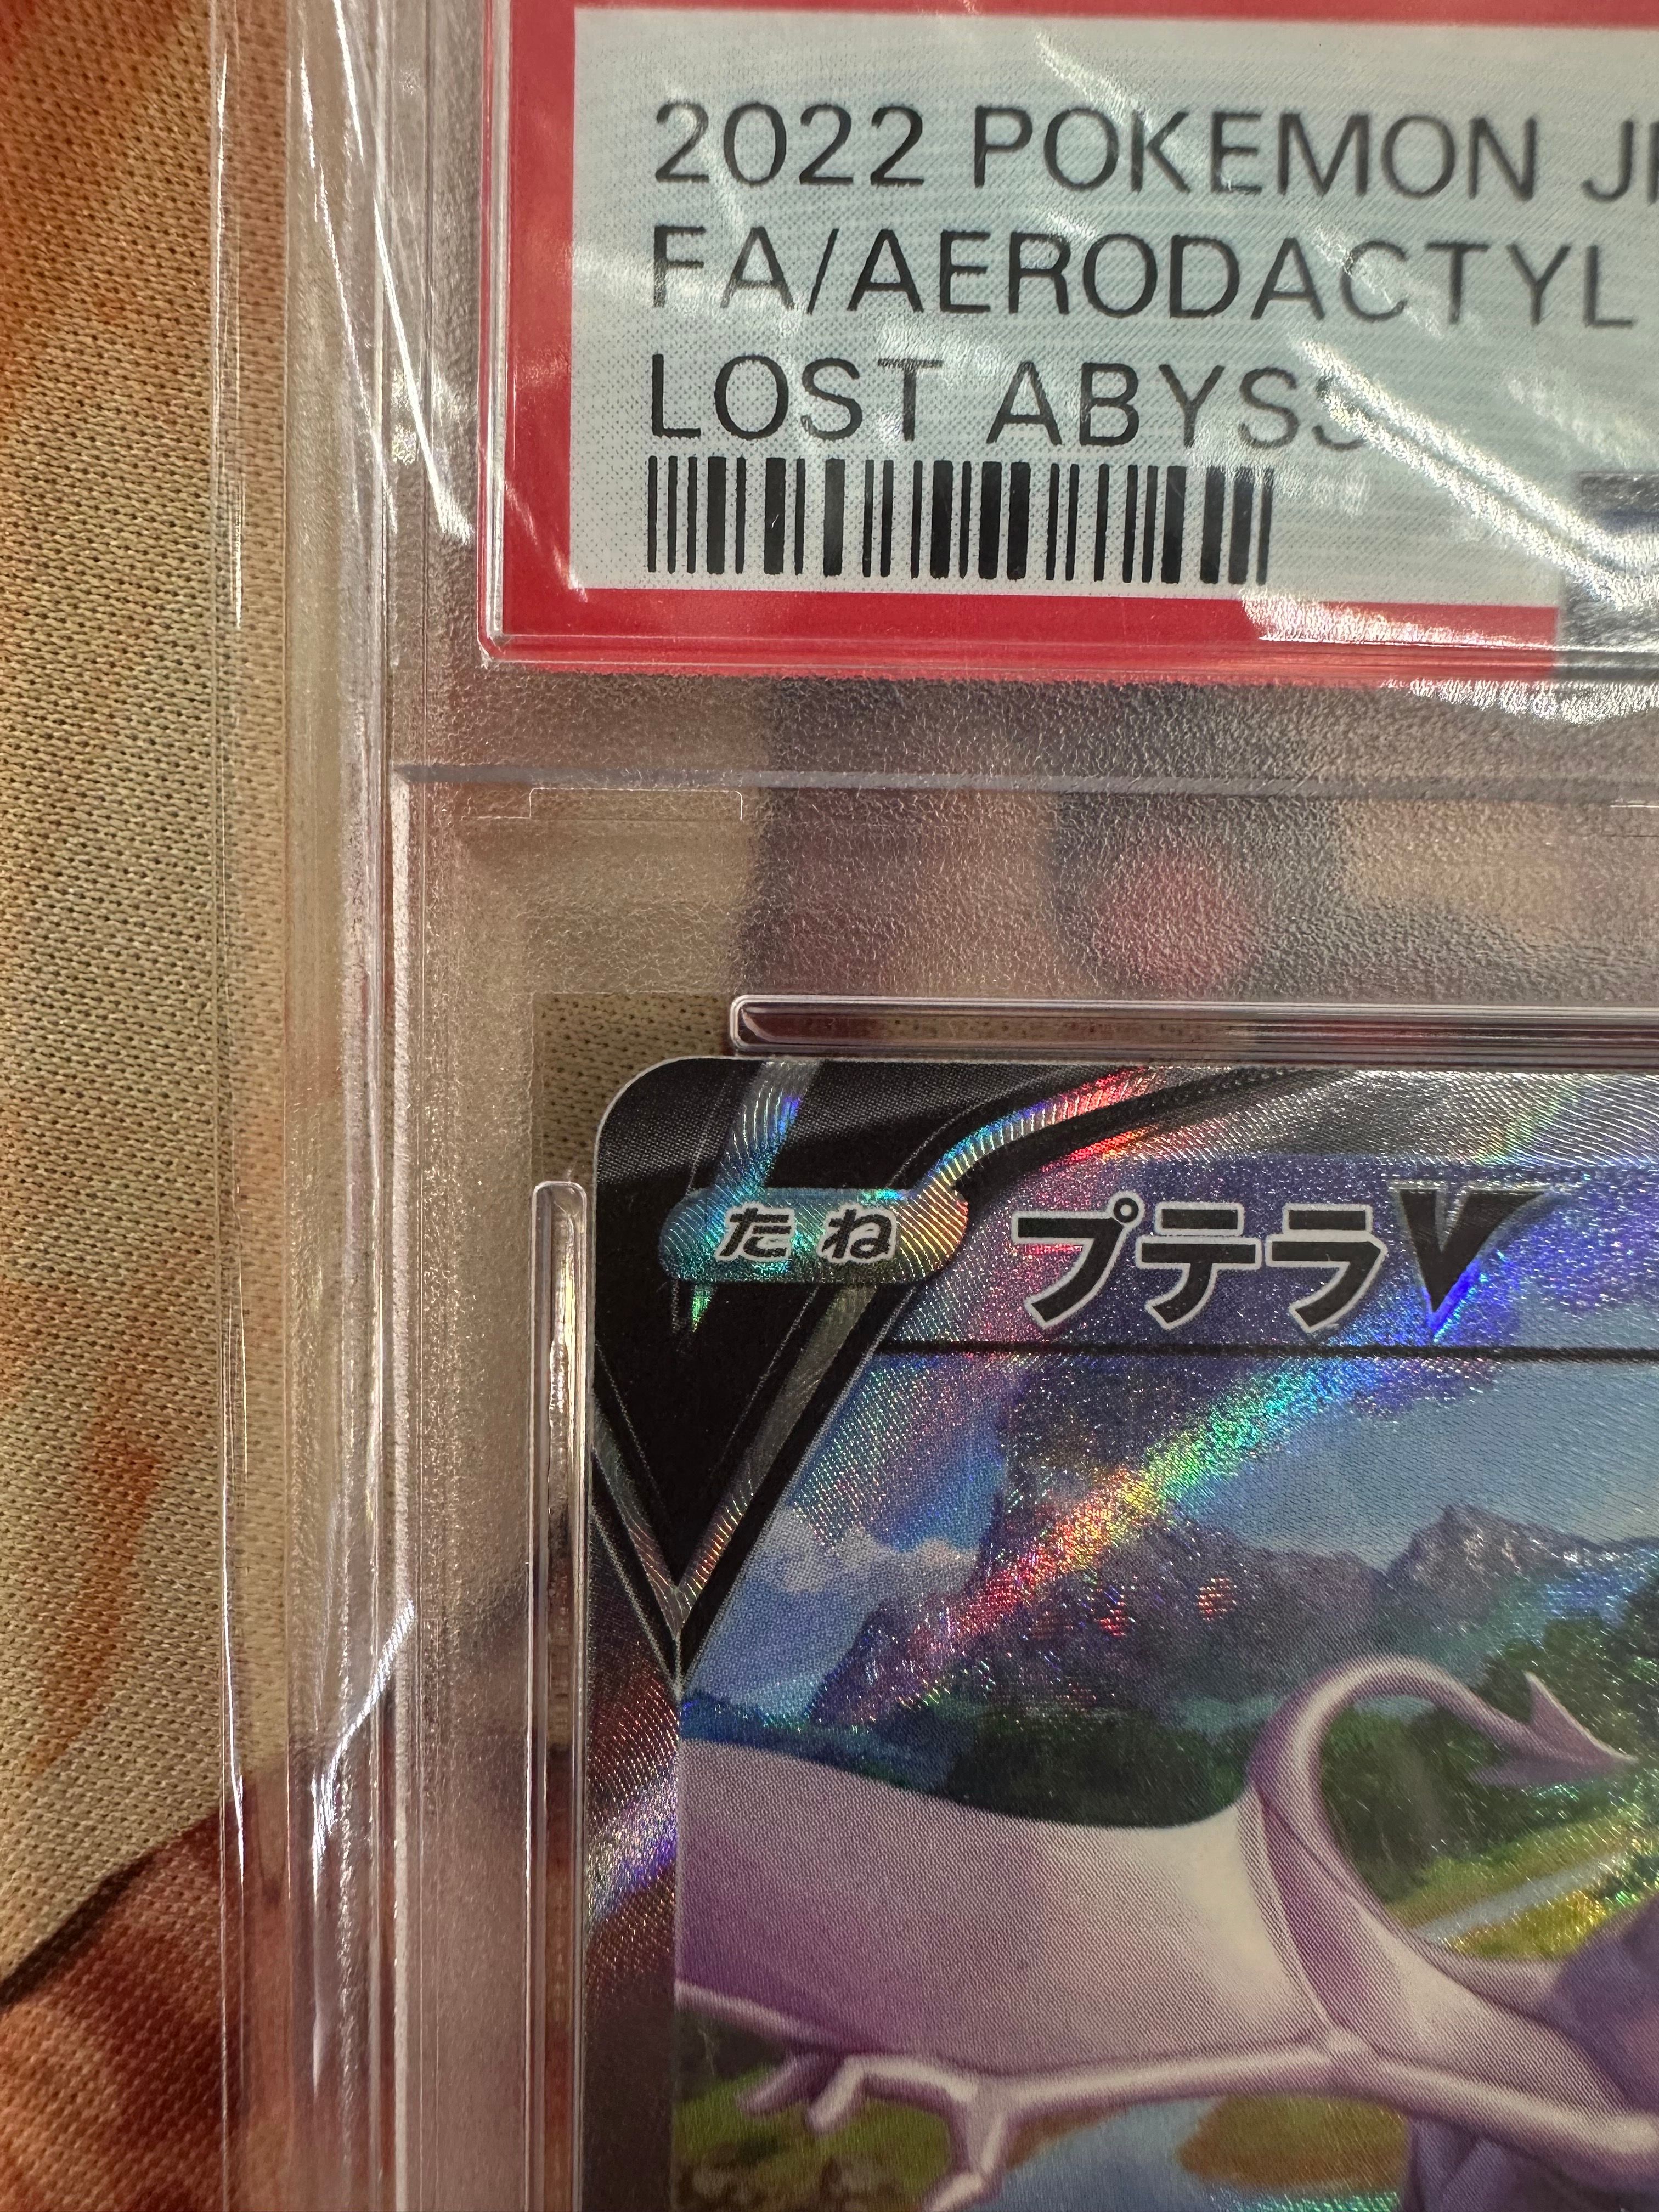 2022 POKEMON J
FA/AERODACTYL
LOST ABYSS
たね プテラV